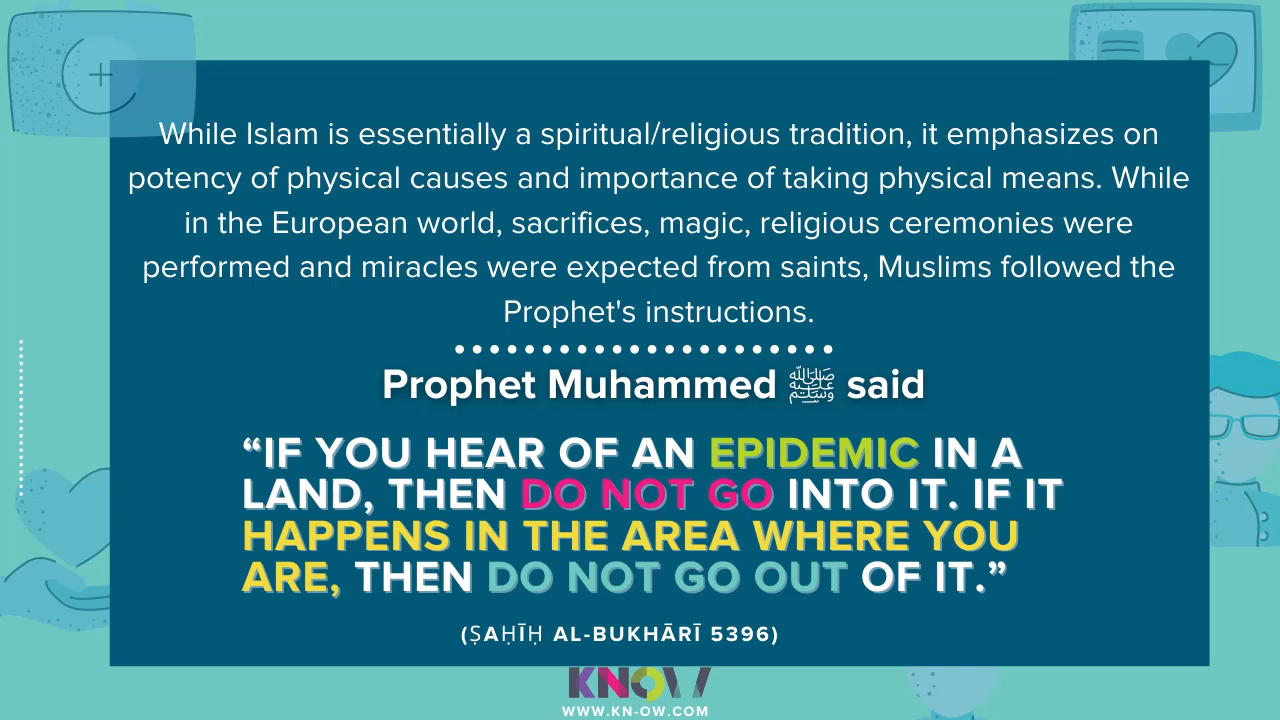 While Islam is essentially a spiritual/religious tradition, it emphasizes on
potency of physical causes and importance of taking physical means. While
in the European world, sacrifices, magic, religious ceremonies were
performed and miracles were expected from saints, Muslims followed the
Prophet's instructions.
Prophet Muhammed ﷺ said
“IF YOU HEAR OF AN EPIDEMIC IN A
LAND, THEN DO NOT GO INTO IT. IF IT
HAPPENS IN THE AREA WHERE YOU
ARE, THEN DO NOT GO OUT OF IT.”
(ṢAḤĪḤ AL-BUKHĀRĪ 5396)
KNOW
WWW.KN-OW.COM